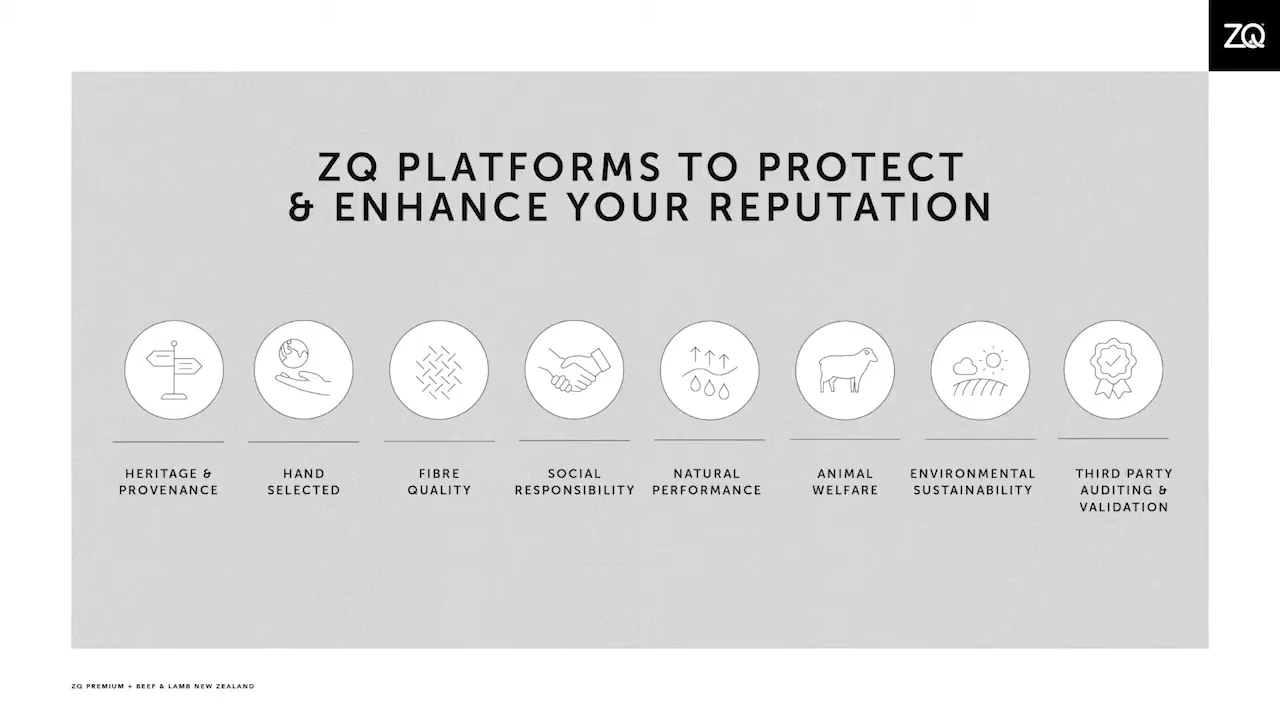 ZQ
ZQ PLATFORMS TO PROTECT
& ENHANCE YOUR REPUTATION
HERITAGE &
PROVENANCE
HAND
SELECTED
FIBRE
QUALITY
SOCIAL
RESPONSIBILITY
NATURAL
PERFORMANCE
ANIMAL
WELFARE
ENVIRONMENTAL
SUSTAINABILITY
THIRD PARTY
AUDITING &
VALIDATION
ZQ PREMIUM + BEEF & LAMB NEW ZEALAND